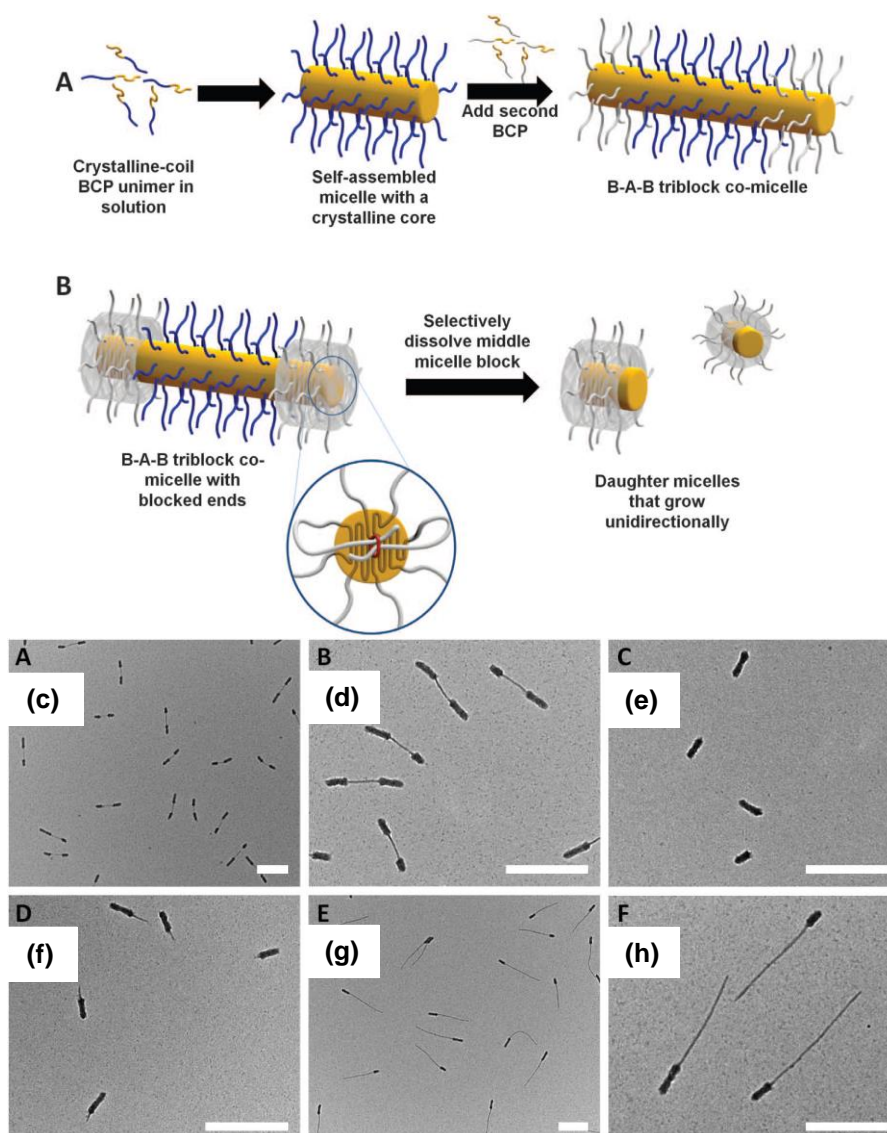 A
Crystalline-coil
BCP unimer in
solution
Self-assembled
micelle with a
crystalline core
Add second
BCP
B-A-B triblock co-micelle
B
B-A-B triblock co-
micelle with
blocked ends
Selectively
dissolve middle
micelle block
Daughter micelles
that grow
unidirectionally
A
(c)
B
(d)
C
(e)
D
(f)
E
(g)
F
(h)